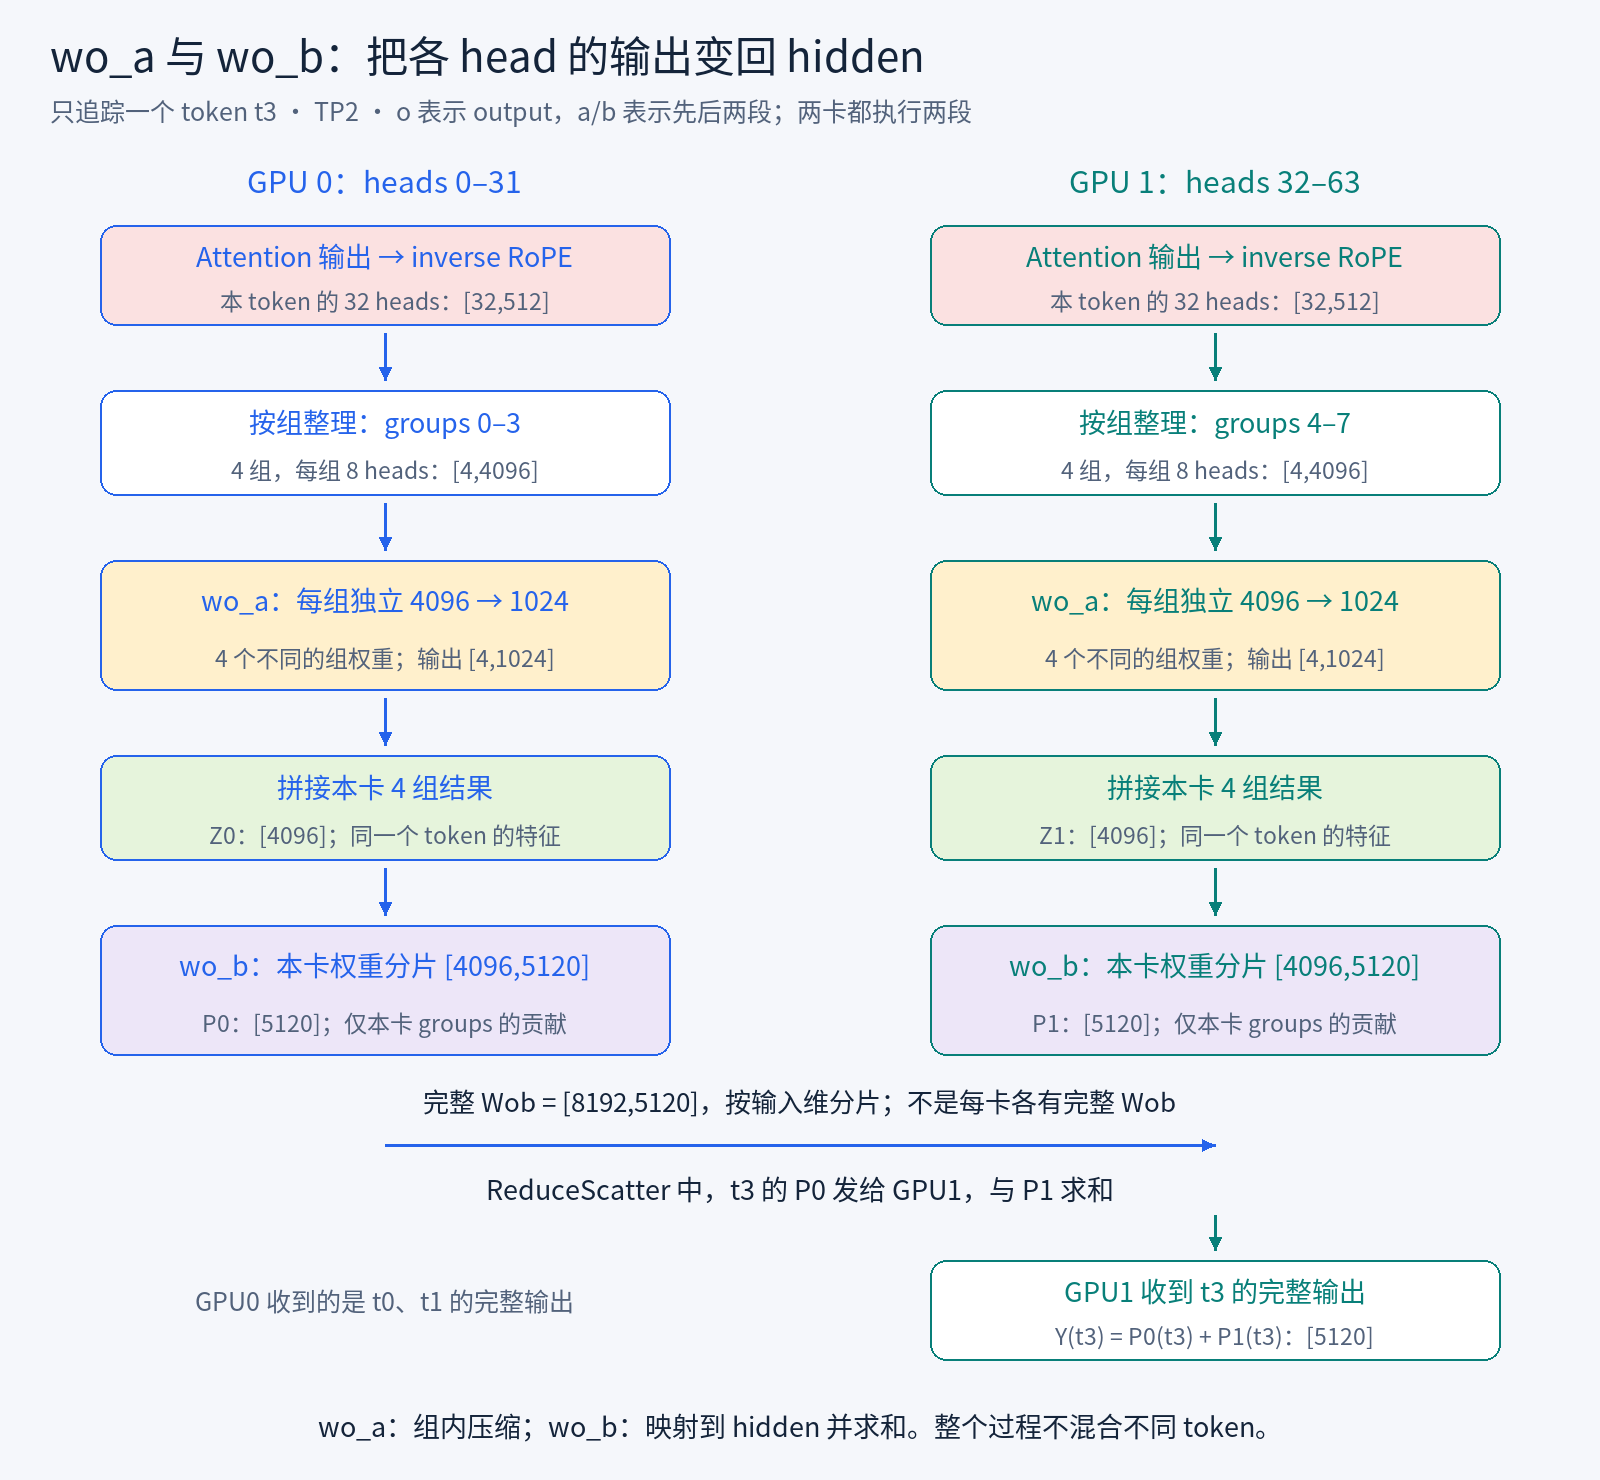 wo_a 与 wo_b：把各 head 的输出变回 hidden
只追踪一个 token t3 · TP2 · o 表示 output，a/b 表示先后两段；两卡都执行两段
GPU 0：heads 0–31
Attention 输出 → inverse RoPE
本 token 的 32 heads：[32,512]
按组整理：groups 0–3
4 组，每组 8 heads：[4,4096]
wo_a：每组独立 4096 → 1024
4 个不同的组权重；输出 [4,1024]
拼接本卡 4 组结果
Z0：[4096]；同一个 token 的特征
wo_b：本卡权重分片 [4096,5120]
P0：[5120]；仅本卡 groups 的贡献
GPU 1：heads 32–63
Attention 输出 → inverse RoPE
本 token 的 32 heads：[32,512]
按组整理：groups 4–7
4 组，每组 8 heads：[4,4096]
wo_a：每组独立 4096 → 1024
4 个不同的组权重；输出 [4,1024]
拼接本卡 4 组结果
Z1：[4096]；同一个 token 的特征
wo_b：本卡权重分片 [4096,5120]
P1：[5120]；仅本卡 groups 的贡献
完整 Wob = [8192,5120]，按输入维分片；不是每卡各有完整 Wob
ReduceScatter 中，t3 的 P0 发给 GPU1，与 P1 求和
GPU0 收到的是 t0、t1 的完整输出
GPU1 收到 t3 的完整输出
Y(t3) = P0(t3) + P1(t3)：[5120]
wo_a：组内压缩；wo_b：映射到 hidden 并求和。整个过程不混合不同 token。